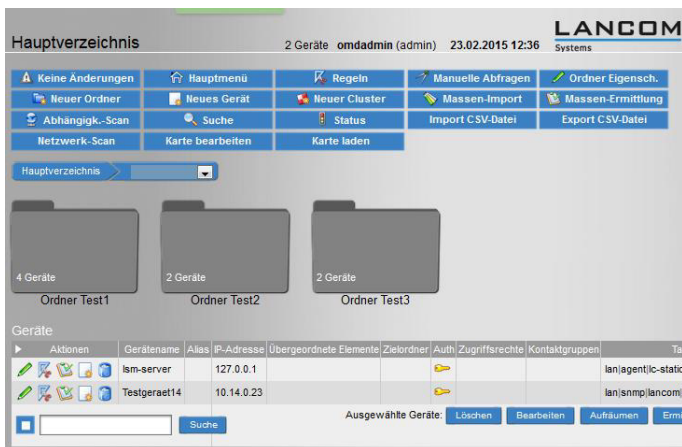 LANCOM
Systems
Hauptverzeichnis
2 Geräte omdadmin (admin) 23.02.2015 12:36
Keine Änderungen Hauptmenü Regeln Manuelle Abfragen Ordner Eigensch.
Neuer Ordner Neues Gerät Neuer Cluster Massen-Import Massen-Ermittlung
Abhängigk.-Scan Suche Status Import CSV-Datei Export CSV-Datei
Netzwerk-Scan Karte bearbeiten Karte laden
Hauptverzeichnis
4 Geräte 2 Geräte 2 Geräte
Ordner Test1 Ordner Test2 Ordner Test3
Geräte
Aktionen Gerätename Alias IP-Adresse Übergeordnete Elemente Zielordner Auth Zugriffsrechte Kontaktgruppen Ta
lsm-server 127.0.0.1 lan|agent|lc-static
Testgeraet14 10.14.0.23 lan|snmp|lancom|
Suche Ausgewählte Geräte: Löschen Bearbeiten Aufräumen Ermi